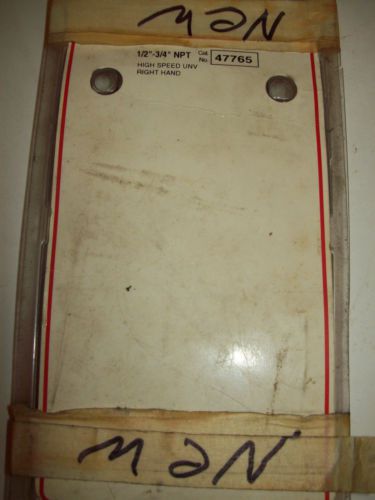 New
1/2"-3/4" NPT Cat. No. 47765
HIGH SPEED UNV
RIGHT HAND
New